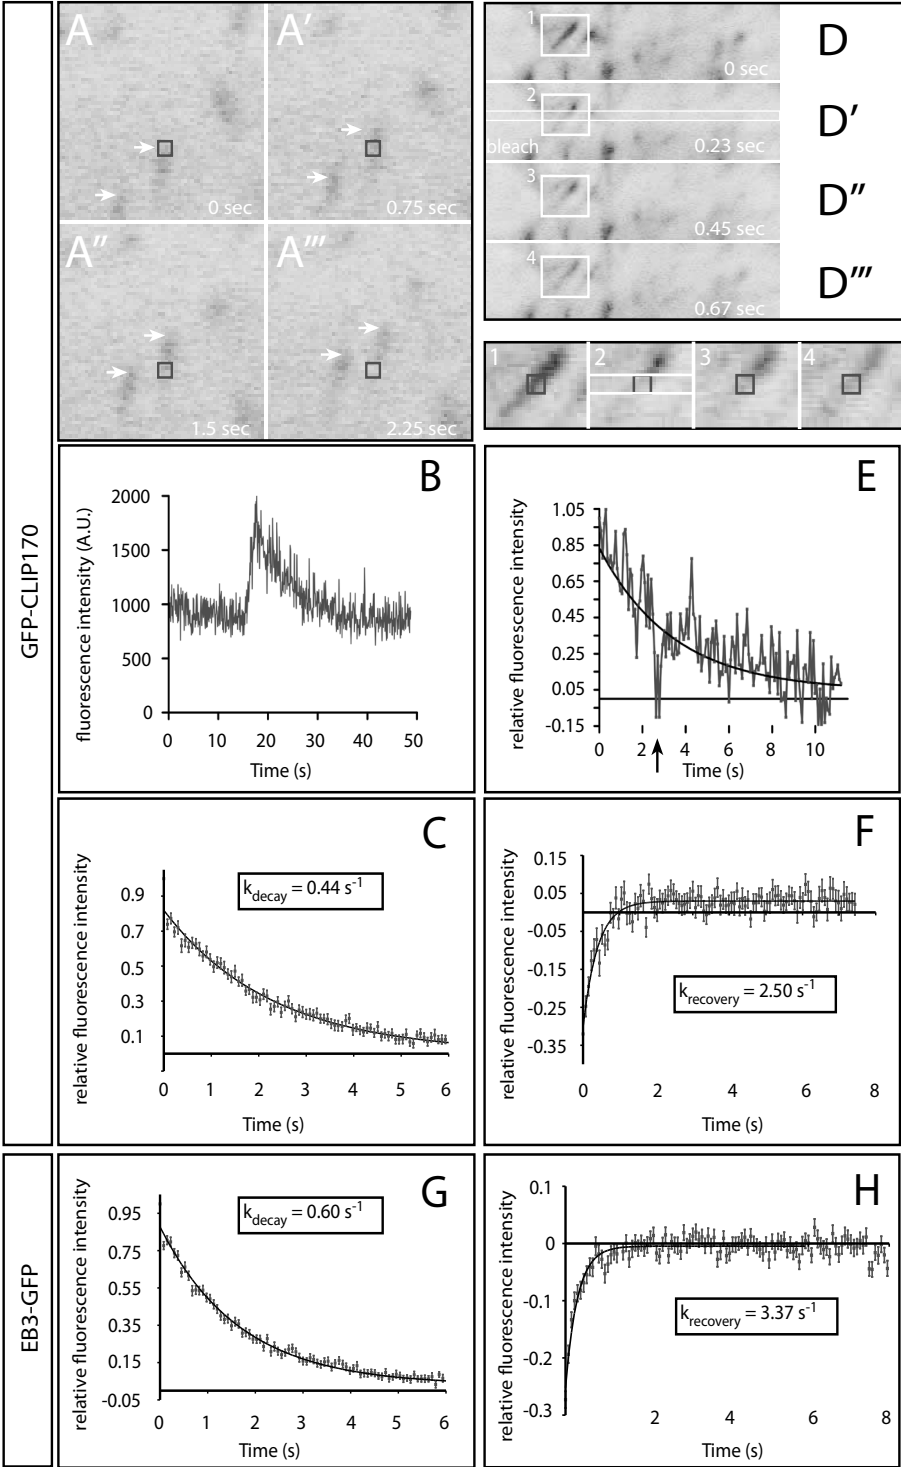 GFP-CLIP170
EB3-GFP
A
0 sec
A'
0.75 sec
A''
1.5 sec
A'''
2.25 sec
1
0 sec
D
2
bleach
0.23 sec
D'
3
0.45 sec
D''
4
0.67 sec
D'''
1
2
3
4
B
fluorescence intensity (A.U.)
2000
1500
1000
500
0
0 10 20 30 40 50
Time (s)
E
relative fluorescence intensity
1.05
0.85
0.65
0.45
0.25
0.05
-0.15
0 2 4 6 8 10
Time (s)
C
relative fluorescence intensity
k decay = 0.44 s-1
0.9
0.7
0.5
0.3
0.1
0 1 2 3 4 5 6
Time (s)
F
relative fluorescence intensity
0.15
0.05
-0.05
-0.15
-0.25
-0.35
k recovery = 2.50 s-1
0 2 4 6 8
Time (s)
G
relative fluorescence intensity
k decay = 0.60 s-1
0.95
0.75
0.55
0.35
0.15
-0.05
0 1 2 3 4 5 6
Time (s)
H
relative fluorescence intensity
0.1
0
-0.1
-0.2
-0.3
k recovery = 3.37 s-1
2 4 6 8
Time (s)